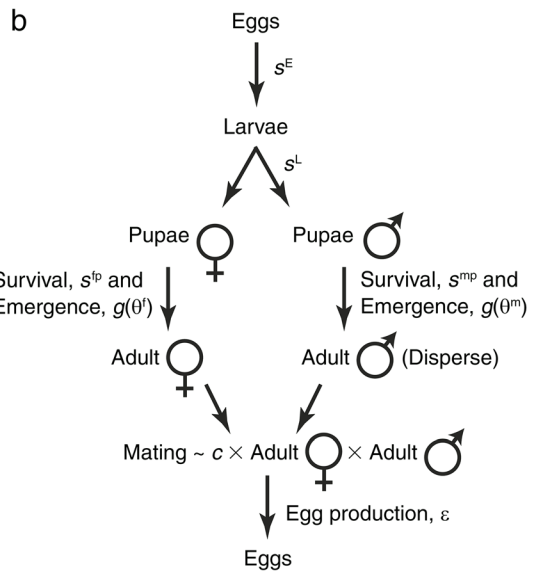 b
Eggs
sᴱ
Larvae
sᴸ
Pupae ♀
Pupae ♂
Survival, sᶠᵖ and
Emergence, g(θᶠ)
Survival, sᵐᵖ and
Emergence, g(θᵐ)
Adult ♀
Adult ♂ (Disperse)
Mating ~ c × Adult ♀ × Adult ♂
Egg production, ε
Eggs